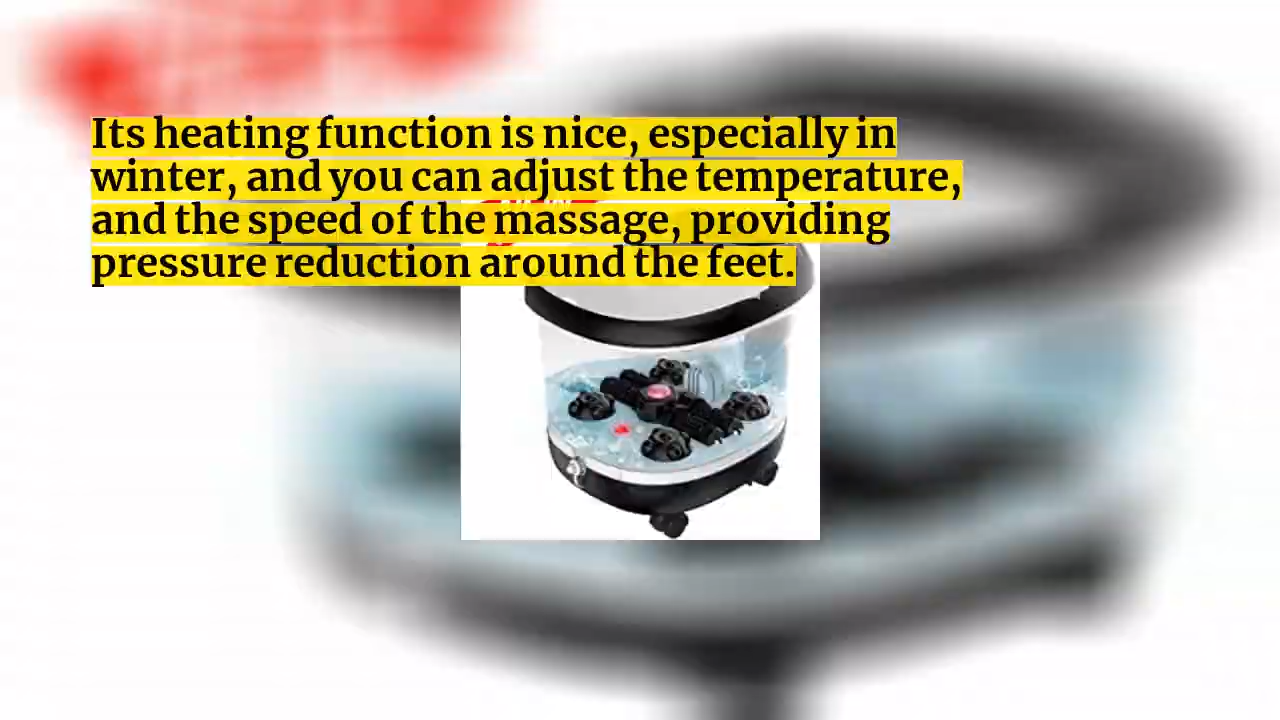 Its heating function is nice, especially in
winter, and you can adjust the temperature,
and the speed of the massage, providing
pressure reduction around the feet.